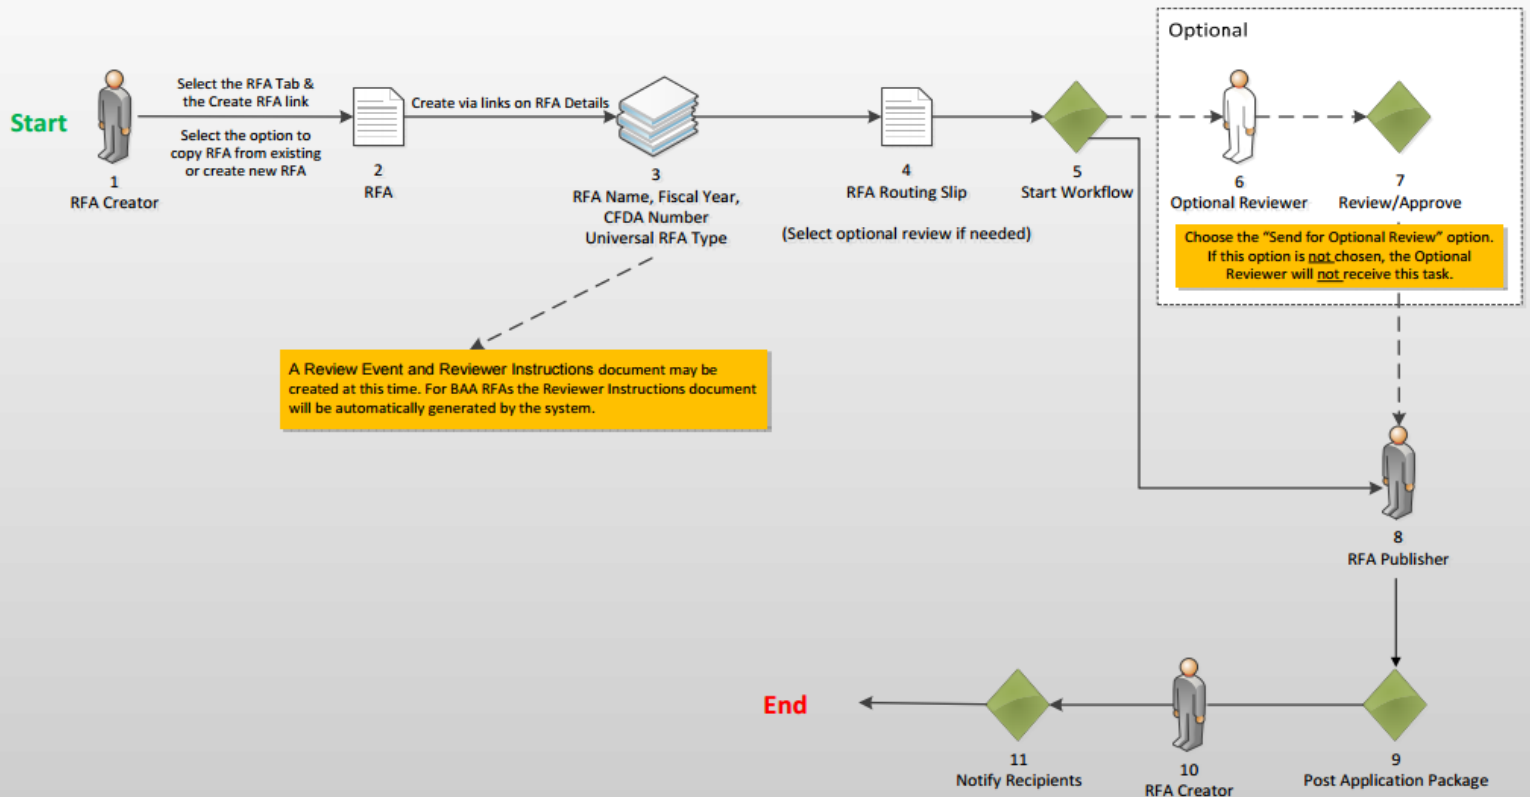 Start
1
RFA Creator
Select the RFA Tab &
the Create RFA link
Select the option to
copy RFA from existing
or create new RFA
2
RFA
Create via links on RFA Details
3
RFA Name, Fiscal Year,
CFDA Number
Universal RFA Type
A Review Event and Reviewer Instructions document may be
created at this time. For BAA RFAs the Reviewer Instructions document
will be automatically generated by the system.
4
RFA Routing Slip
(Select optional review if needed)
5
Start Workflow
Optional
6
Optional Reviewer
7
Review/Approve
Choose the “Send for Optional Review” option.
If this option is not chosen, the Optional
Reviewer will not receive this task.
8
RFA Publisher
9
Post Application Package
10
RFA Creator
11
Notify Recipients
End